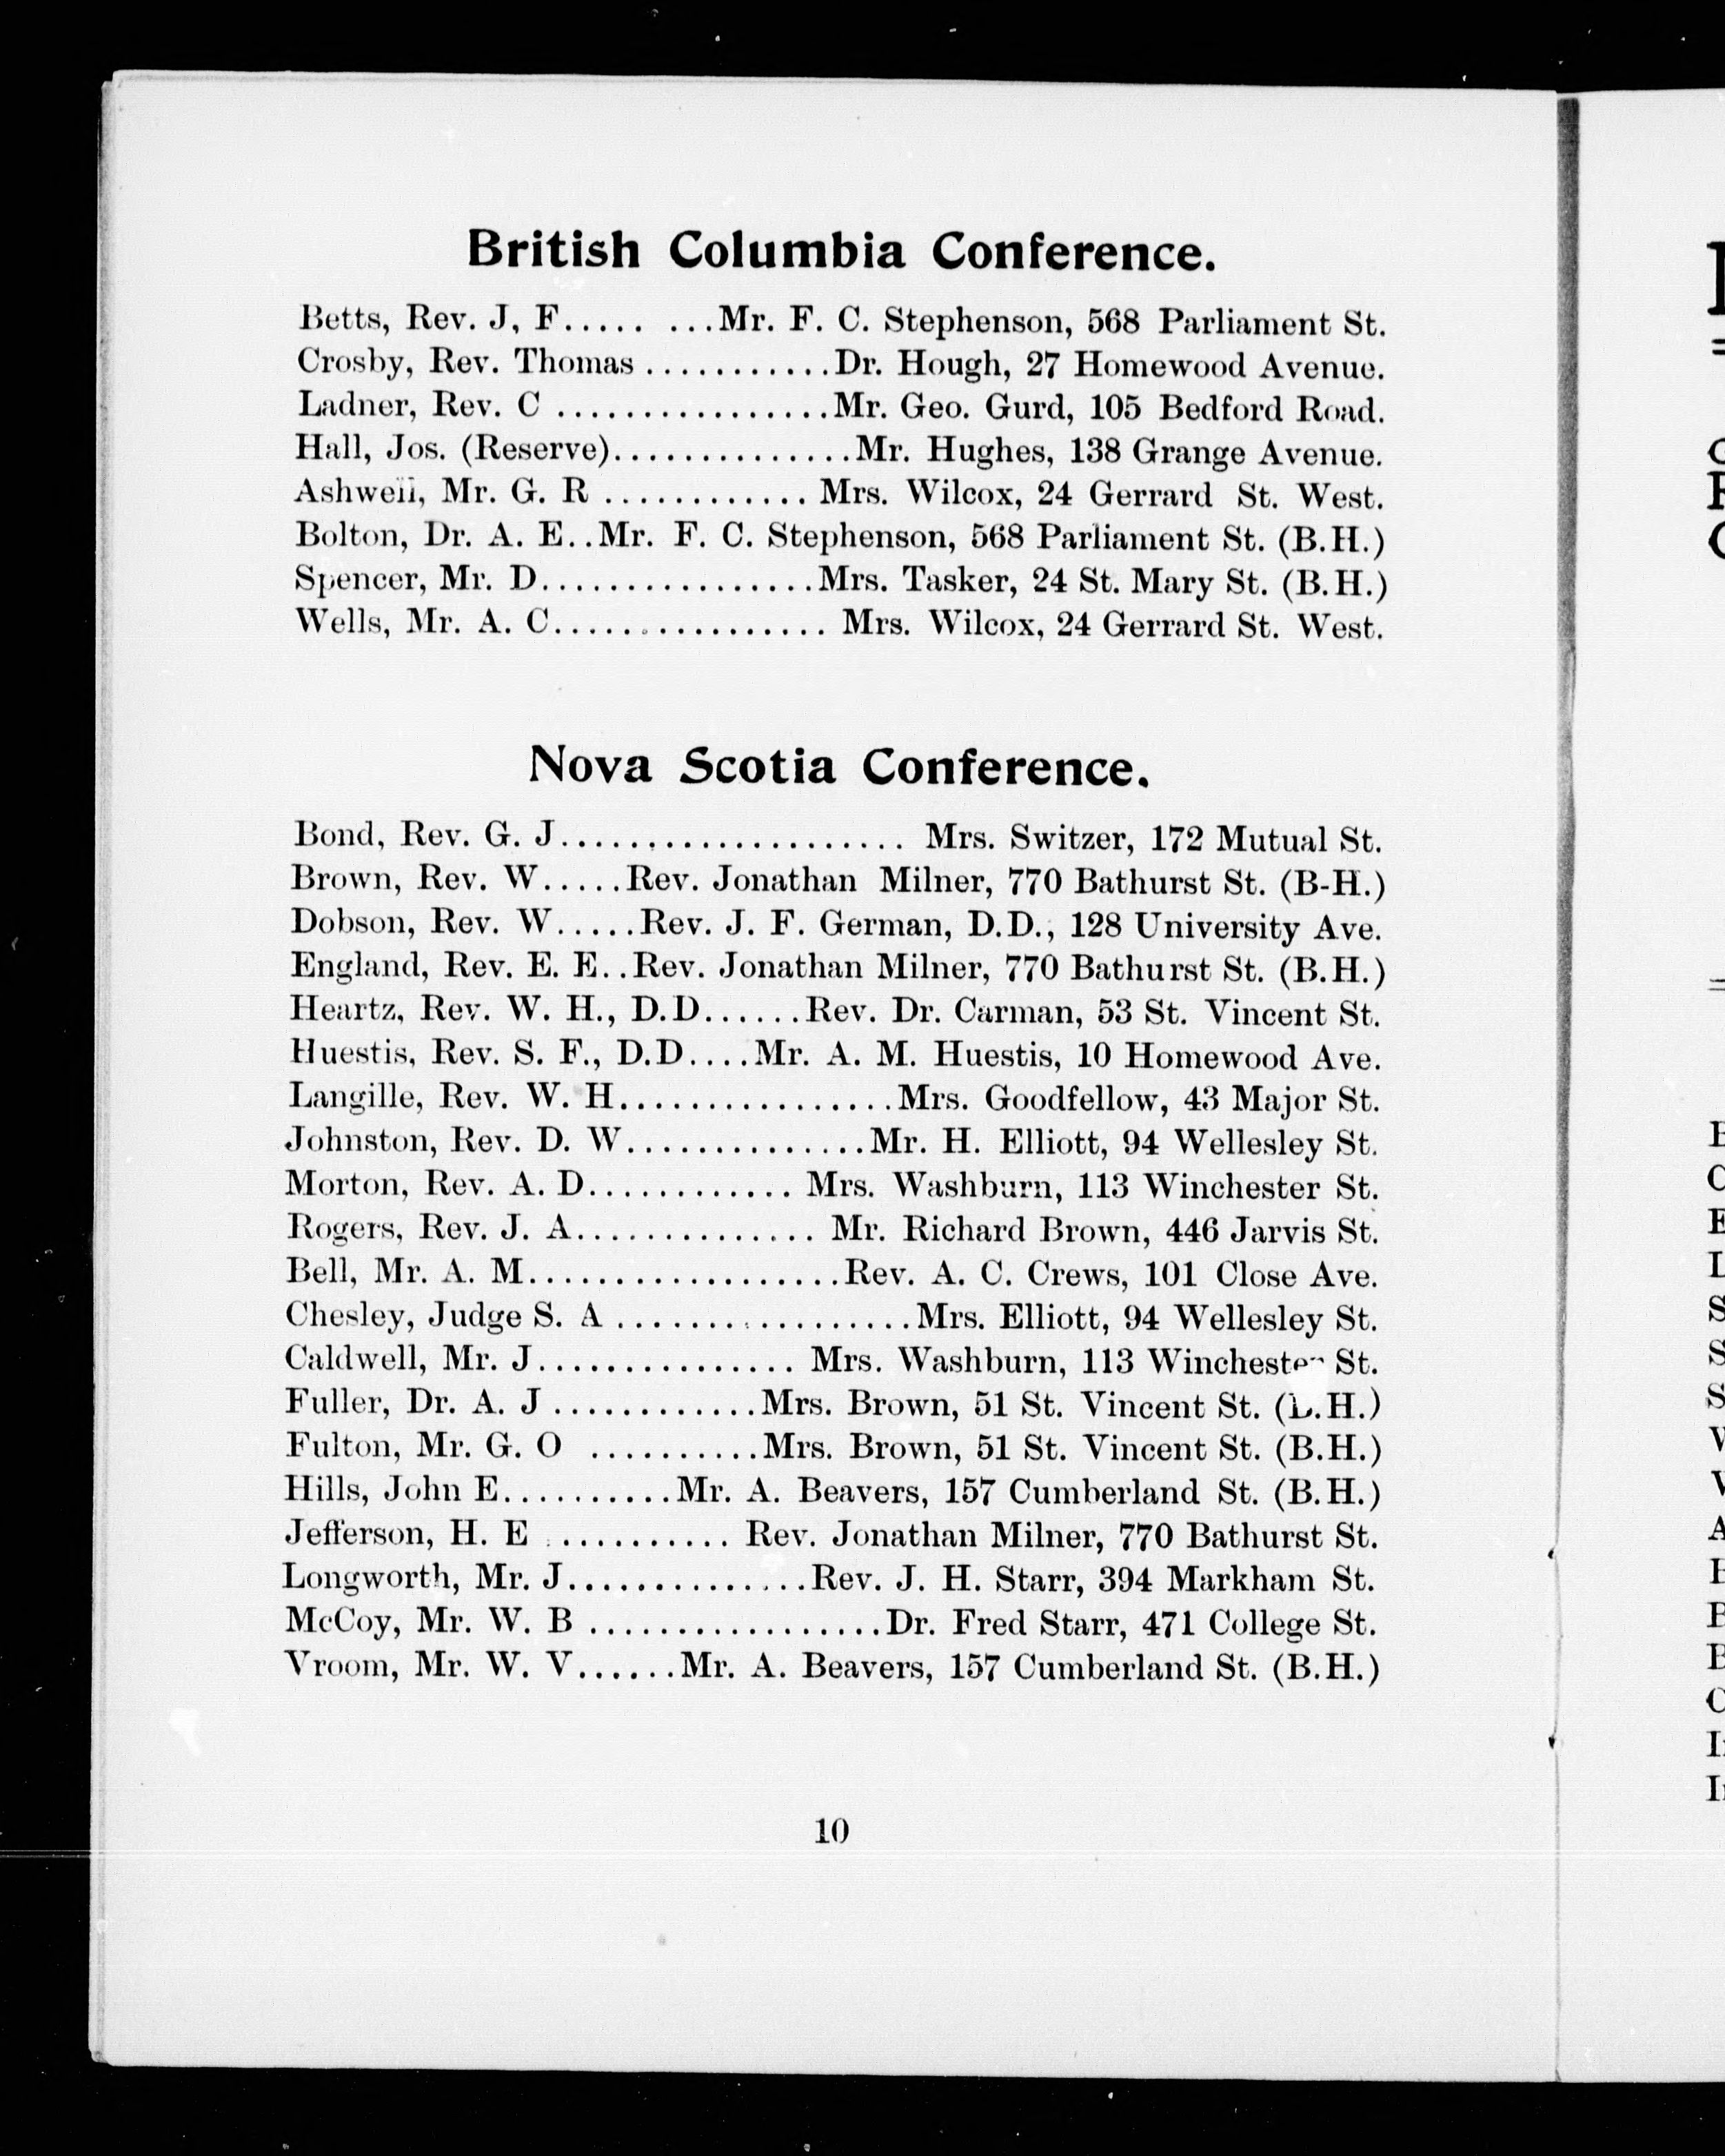 British Columbia Conference.
Betts, Rev. J, F..... ...Mr. F. C. Stephenson, 568 Parliament St.
Crosby, Rev. Thomas ...........Dr. Hough, 27 Homewood Avenue.
Ladner, Rev. C ................Mr. Geo. Gurd, 105 Bedford Road.
Hall, Jos. (Reserve)..............Mr. Hughes, 138 Grange Avenue.
Ashwell, Mr. G. R ............ Mrs. Wilcox, 24 Gerrard St. West.
Bolton, Dr. A. E..Mr. F. C. Stephenson, 568 Parliament St. (B.H.)
Spencer, Mr. D................Mrs. Tasker, 24 St. Mary St. (B.H.)
Wells, Mr. A. C................ Mrs. Wilcox, 24 Gerrard St. West.
Nova Scotia Conference.
Bond, Rev. G. J.................... Mrs. Switzer, 172 Mutual St.
Brown, Rev. W.....Rev. Jonathan Milner, 770 Bathurst St. (B-H.)
Dobson, Rev. W.....Rev. J. F. German, D.D., 128 University Ave.
England, Rev. E. E..Rev. Jonathan Milner, 770 Bathurst St. (B.H.)
Heartz, Rev. W. H., D.D......Rev. Dr. Carman, 53 St. Vincent St.
Huestis, Rev. S. F., D.D....Mr. A. M. Huestis, 10 Homewood Ave.
Langille, Rev. W. H................Mrs. Goodfellow, 43 Major St.
Johnston, Rev. D. W..............Mr. H. Elliott, 94 Wellesley St.
Morton, Rev. A. D............ Mrs. Washburn, 113 Winchester St.
Rogers, Rev. J. A.............. Mr. Richard Brown, 446 Jarvis St.
Bell, Mr. A. M..................Rev. A. C. Crews, 101 Close Ave.
Chesley, Judge S. A .................Mrs. Elliott, 94 Wellesley St.
Caldwell, Mr. J............... Mrs. Washburn, 113 Winchester St.
Fuller, Dr. A. J ............Mrs. Brown, 51 St. Vincent St. (B.H.)
Fulton, Mr. G. O ..........Mrs. Brown, 51 St. Vincent St. (B.H.)
Hills, John E..........Mr. A. Beavers, 157 Cumberland St. (B.H.)
Jefferson, H. E ........... Rev. Jonathan Milner, 770 Bathurst St.
Longworth, Mr. J..............Rev. J. H. Starr, 394 Markham St.
McCoy, Mr. W. B .................Dr. Fred Starr, 471 College St.
Vroom, Mr. W. V......Mr. A. Beavers, 157 Cumberland St. (B.H.)
10